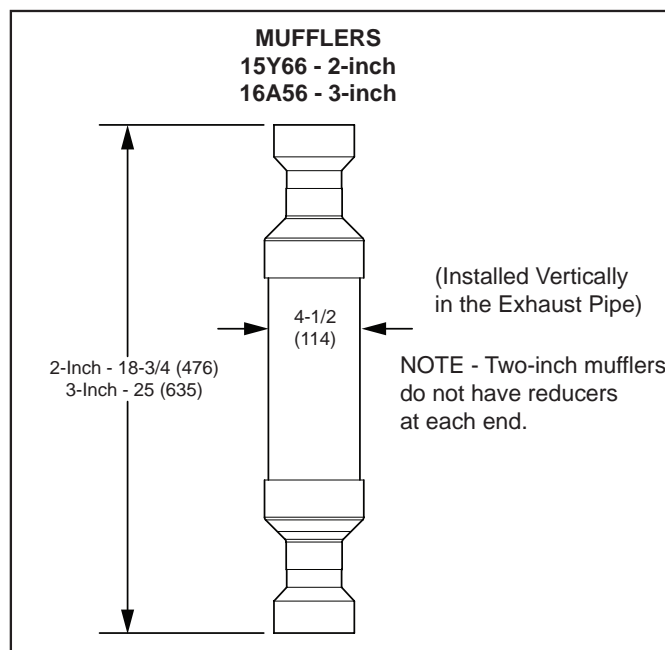 MUFFLERS
15Y66 - 2-inch
16A56 - 3-inch
(Installed Vertically
in the Exhaust Pipe)
4-1/2
(114)
2-Inch - 18-3/4 (476)
3-Inch - 25 (635)
NOTE - Two-inch mufflers
do not have reducers
at each end.